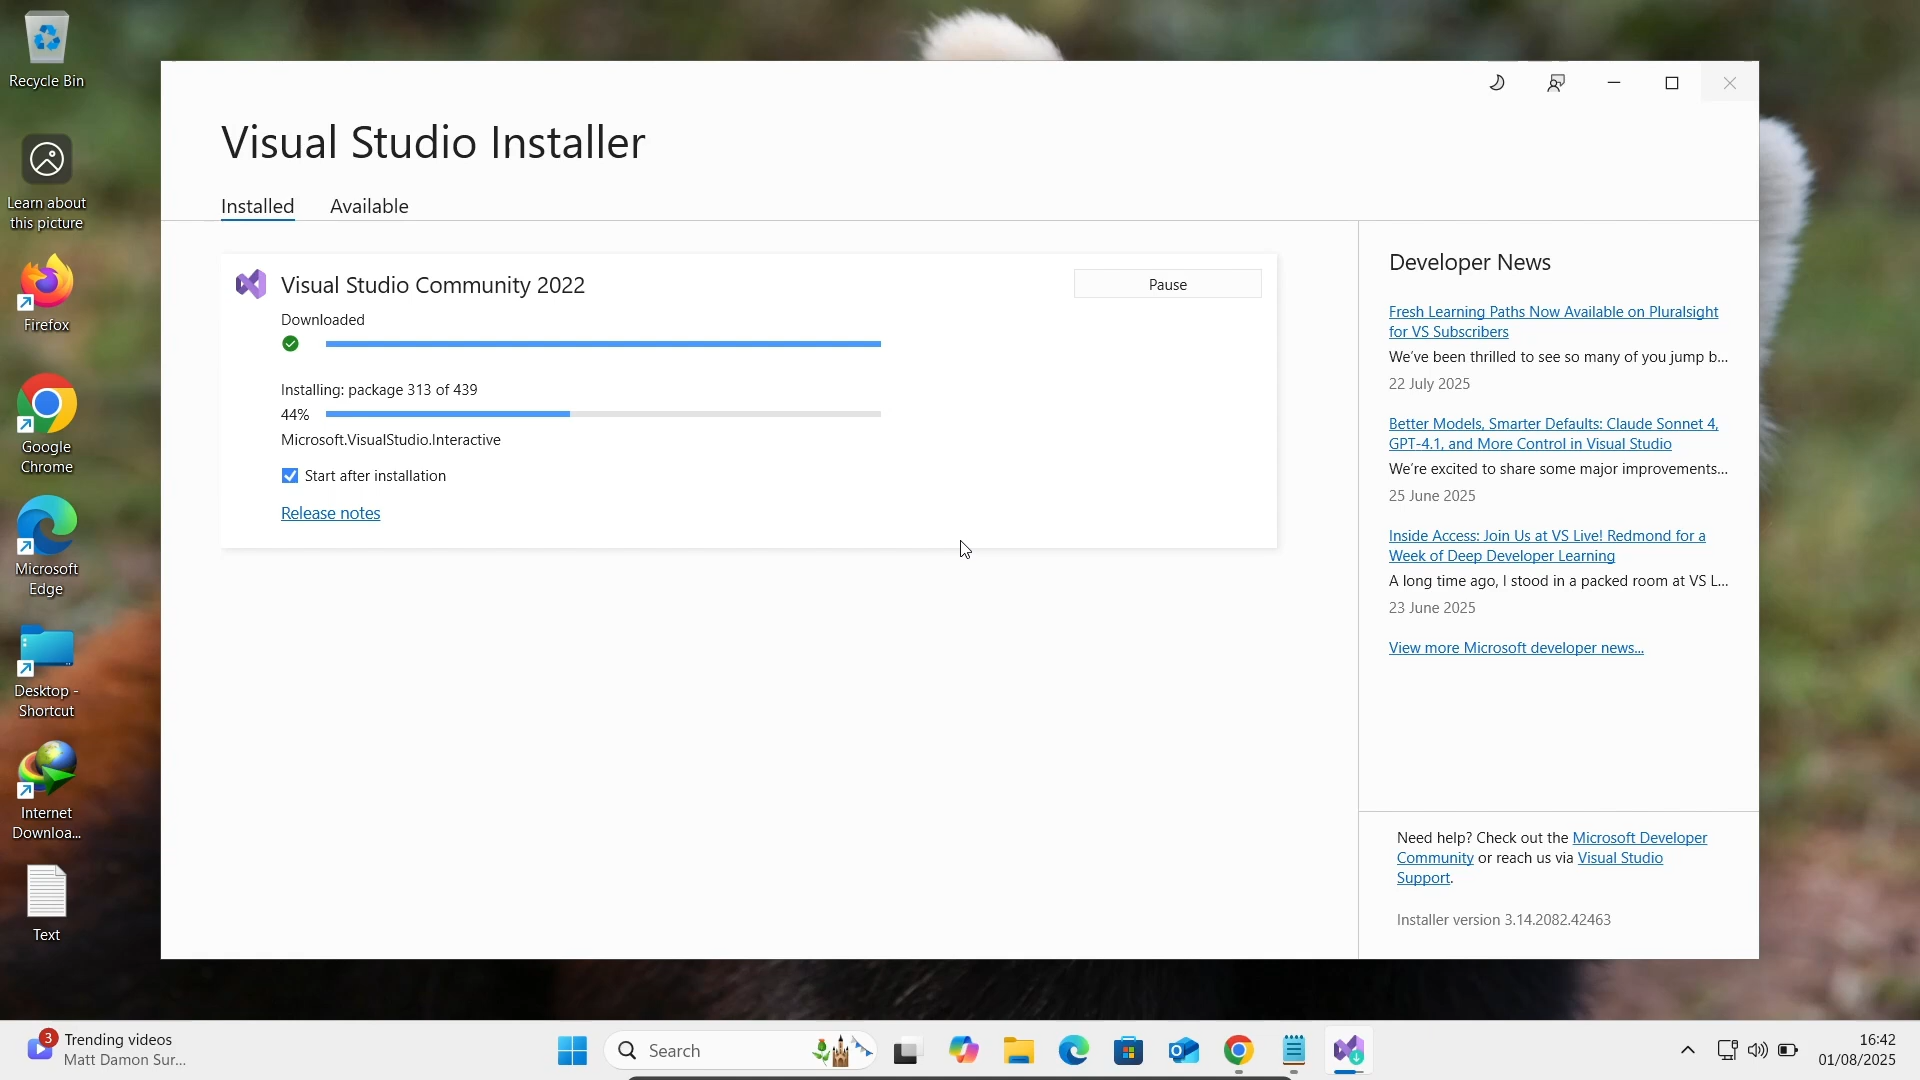 Recycle Bin
Learn about
this picture
Firefox
Google
Chrome
Microsoft
Edge
Desktop -
Shortcut
Internet
Downloa...
Text
Visual Studio Installer
Installed
Available
Visual Studio Community 2022
Pause
Downloaded
Installing: package 313 of 439
44%
Microsoft.VisualStudio.Interactive
Start after installation
Release notes
Developer News
Fresh Learning Paths Now Available on Pluralsight
for VS Subscribers
We've been thrilled to see so many of you jump b...
22 July 2025
Better Models, Smarter Defaults: Claude Sonnet 4,
GPT-4.1, and More Control in Visual Studio
We're excited to share some major improvements...
25 June 2025
Inside Access: Join Us at VS Live! Redmond for a
Week of Deep Developer Learning
A long time ago, I stood in a packed room at VS L...
23 June 2025
View more Microsoft developer news...
Need help? Check out the Microsoft Developer
Community or reach us via Visual Studio
Support.
Installer version 3.14.2082.42463
3
Trending videos
Matt Damon Sur...
Search
16:42
01/08/2025